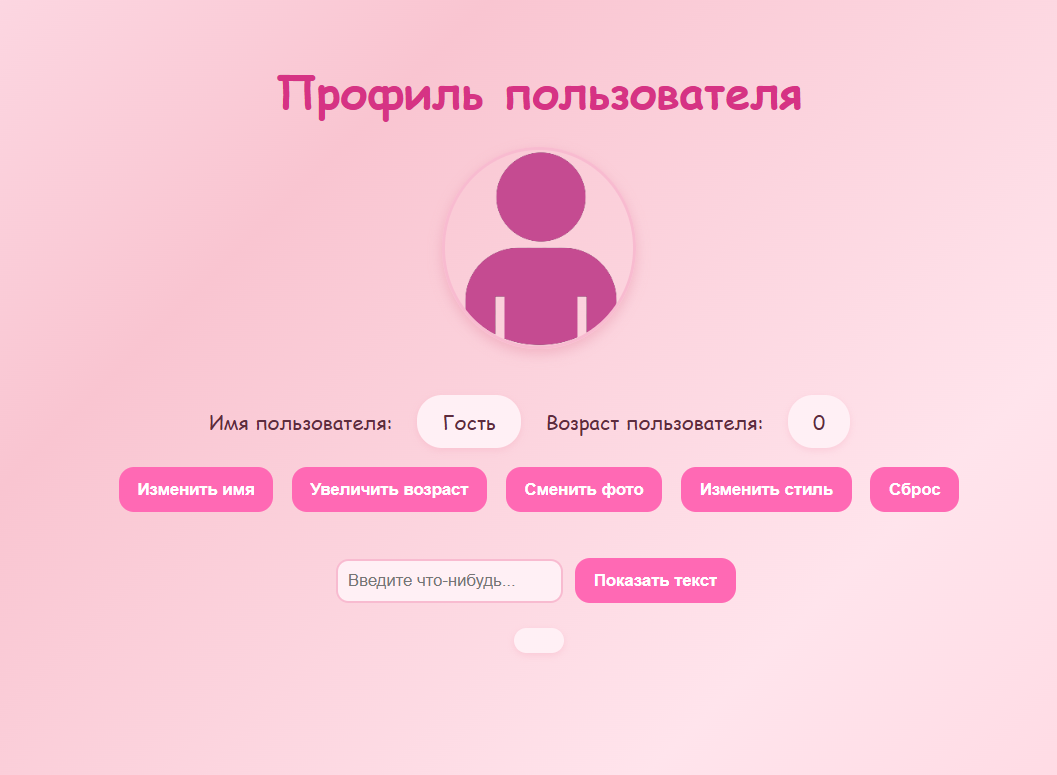 Профиль пользователя
Имя пользователя: Гость Возраст пользователя: 0
Изменить имя Увеличить возраст Сменить фото Изменить стиль Сброс
Введите что-нибудь... Показать текст